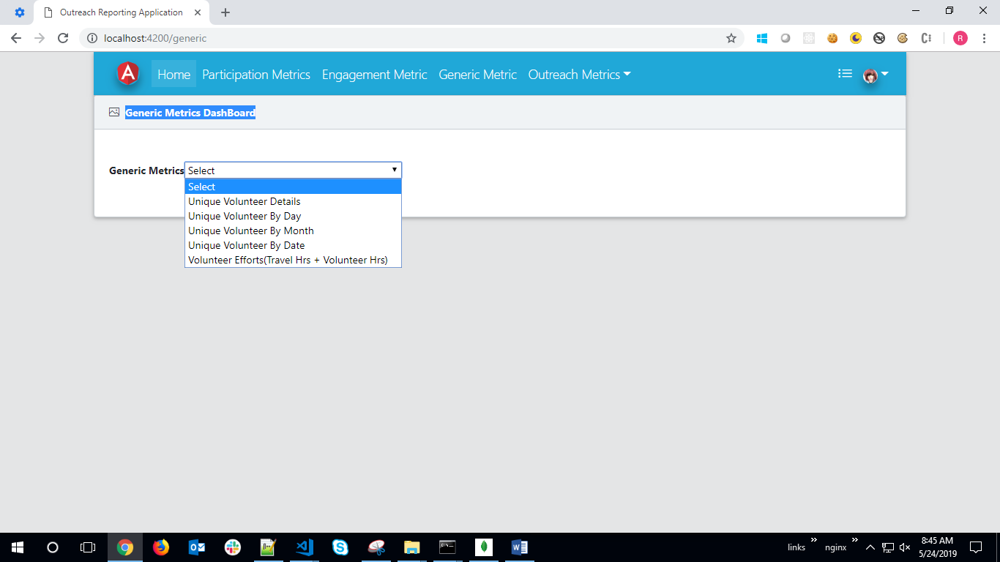 Outreach Reporting Application
localhost:4200/generic
R
Home Participation Metrics Engagement Metric Generic Metric Outreach Metrics
Generic Metrics DashBoard
Generic Metrics Select
Select
Unique Volunteer Details
Unique Volunteer By Day
Unique Volunteer By Month
Unique Volunteer By Date
Volunteer Efforts(Travel Hrs + Volunteer Hrs)
links » nginx » 8:45 AM
5/24/2019